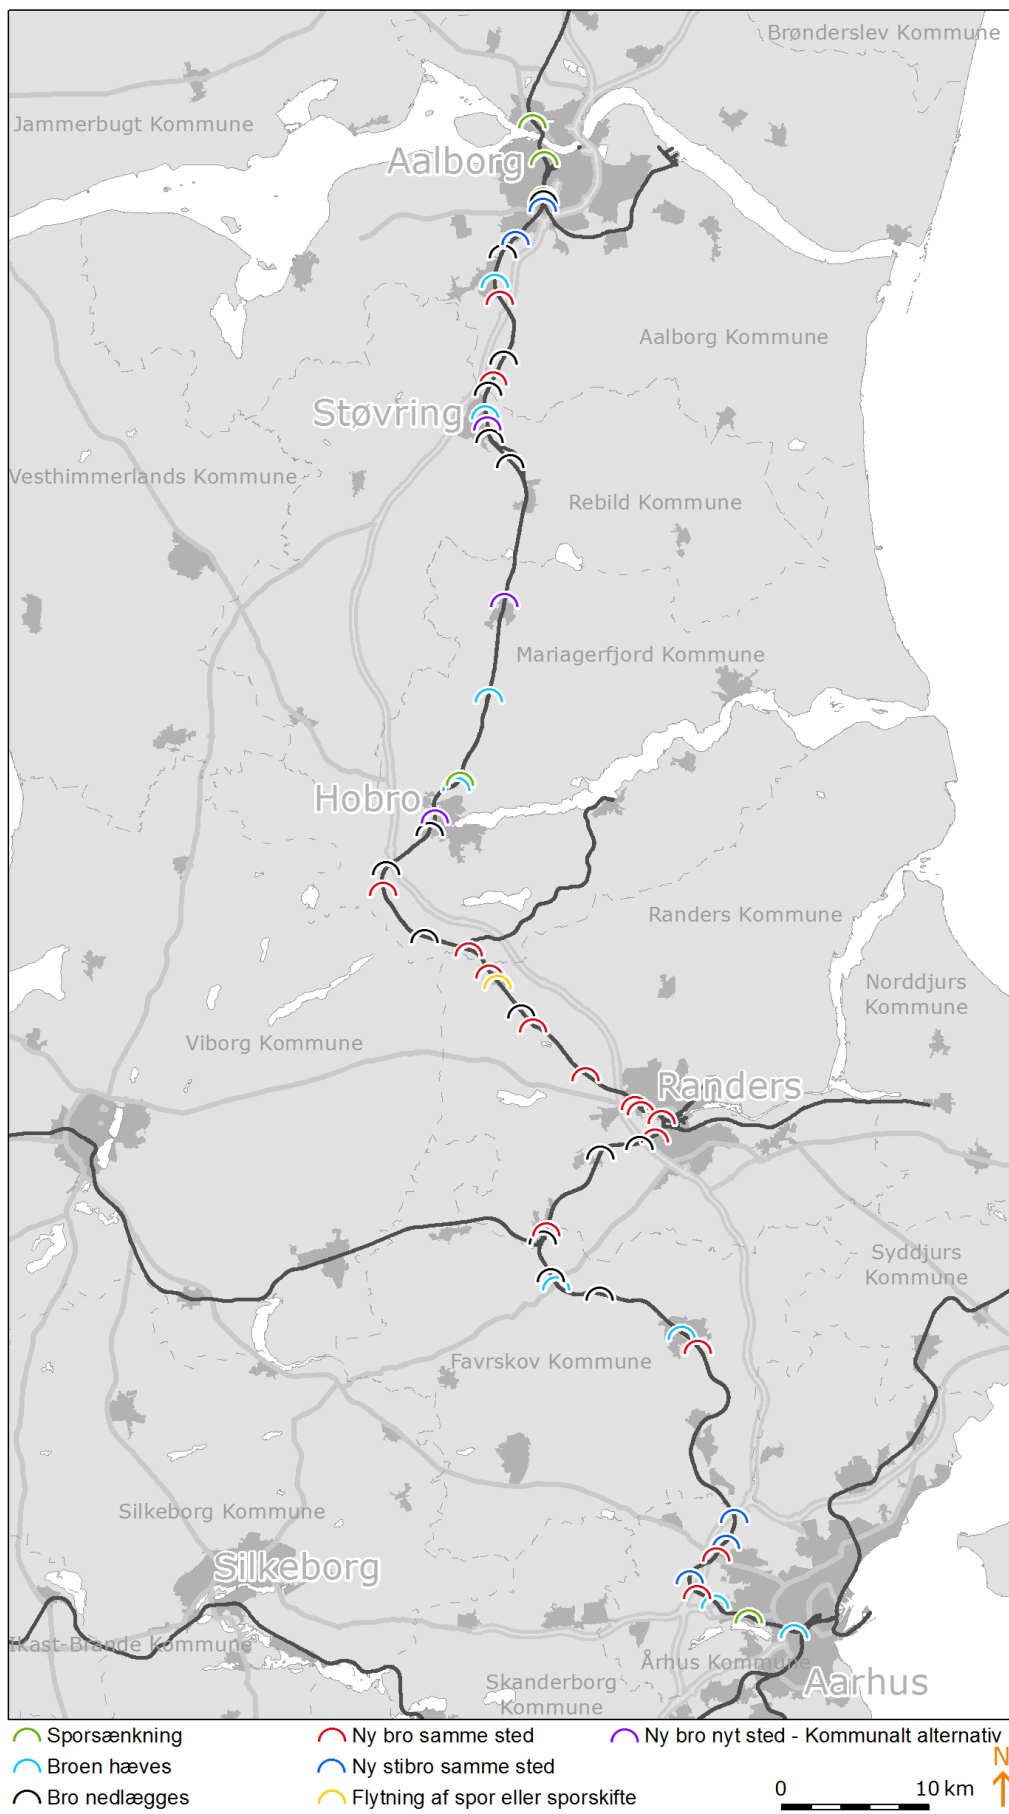 Brønderslev Kommune
Jammerbugt Kommune
Aalborg
Aalborg Kommune
Støvring
Vesthimmerlands Kommune
Rebild Kommune
Mariagerfjord Kommune
Hobro
Randers Kommune
Norddjurs
Kommune
Viborg Kommune
Randers
Syddjurs
Kommune
Favrskov Kommune
Silkeborg Kommune
Silkeborg
Ikast-Brande Kommune
Århus Kommune
Skanderborg
Kommune
Aarhus
Sporsænkning
Broen hæves
Bro nedlægges
Ny bro samme sted
Ny stibro samme sted
Flytning af spor eller sporskifte
Ny bro nyt sted - Kommunalt alternativ
N
0 10 km